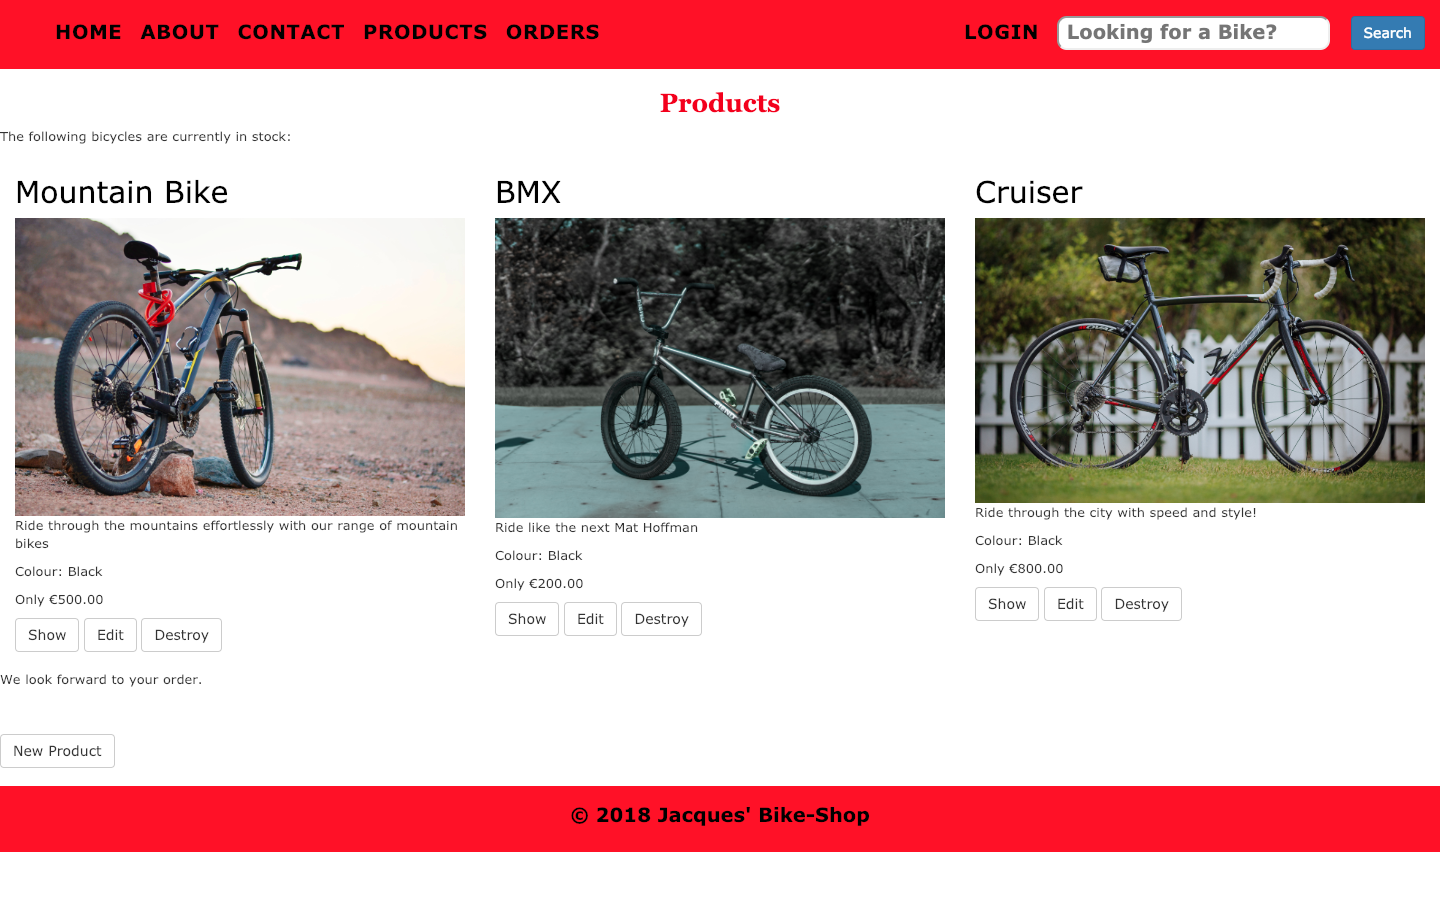 HOME ABOUT CONTACT PRODUCTS ORDERS LOGIN Looking for a Bike? Search
Products
The following bicycles are currently in stock:
Mountain Bike
Ride through the mountains effortlessly with our range of mountain
bikes
Colour: Black
Only €500.00
Show Edit Destroy
BMX
Ride like the next Mat Hoffman
Colour: Black
Only €200.00
Show Edit Destroy
Cruiser
Ride through the city with speed and style!
Colour: Black
Only €800.00
Show Edit Destroy
We look forward to your order.
New Product
© 2018 Jacques' Bike-Shop